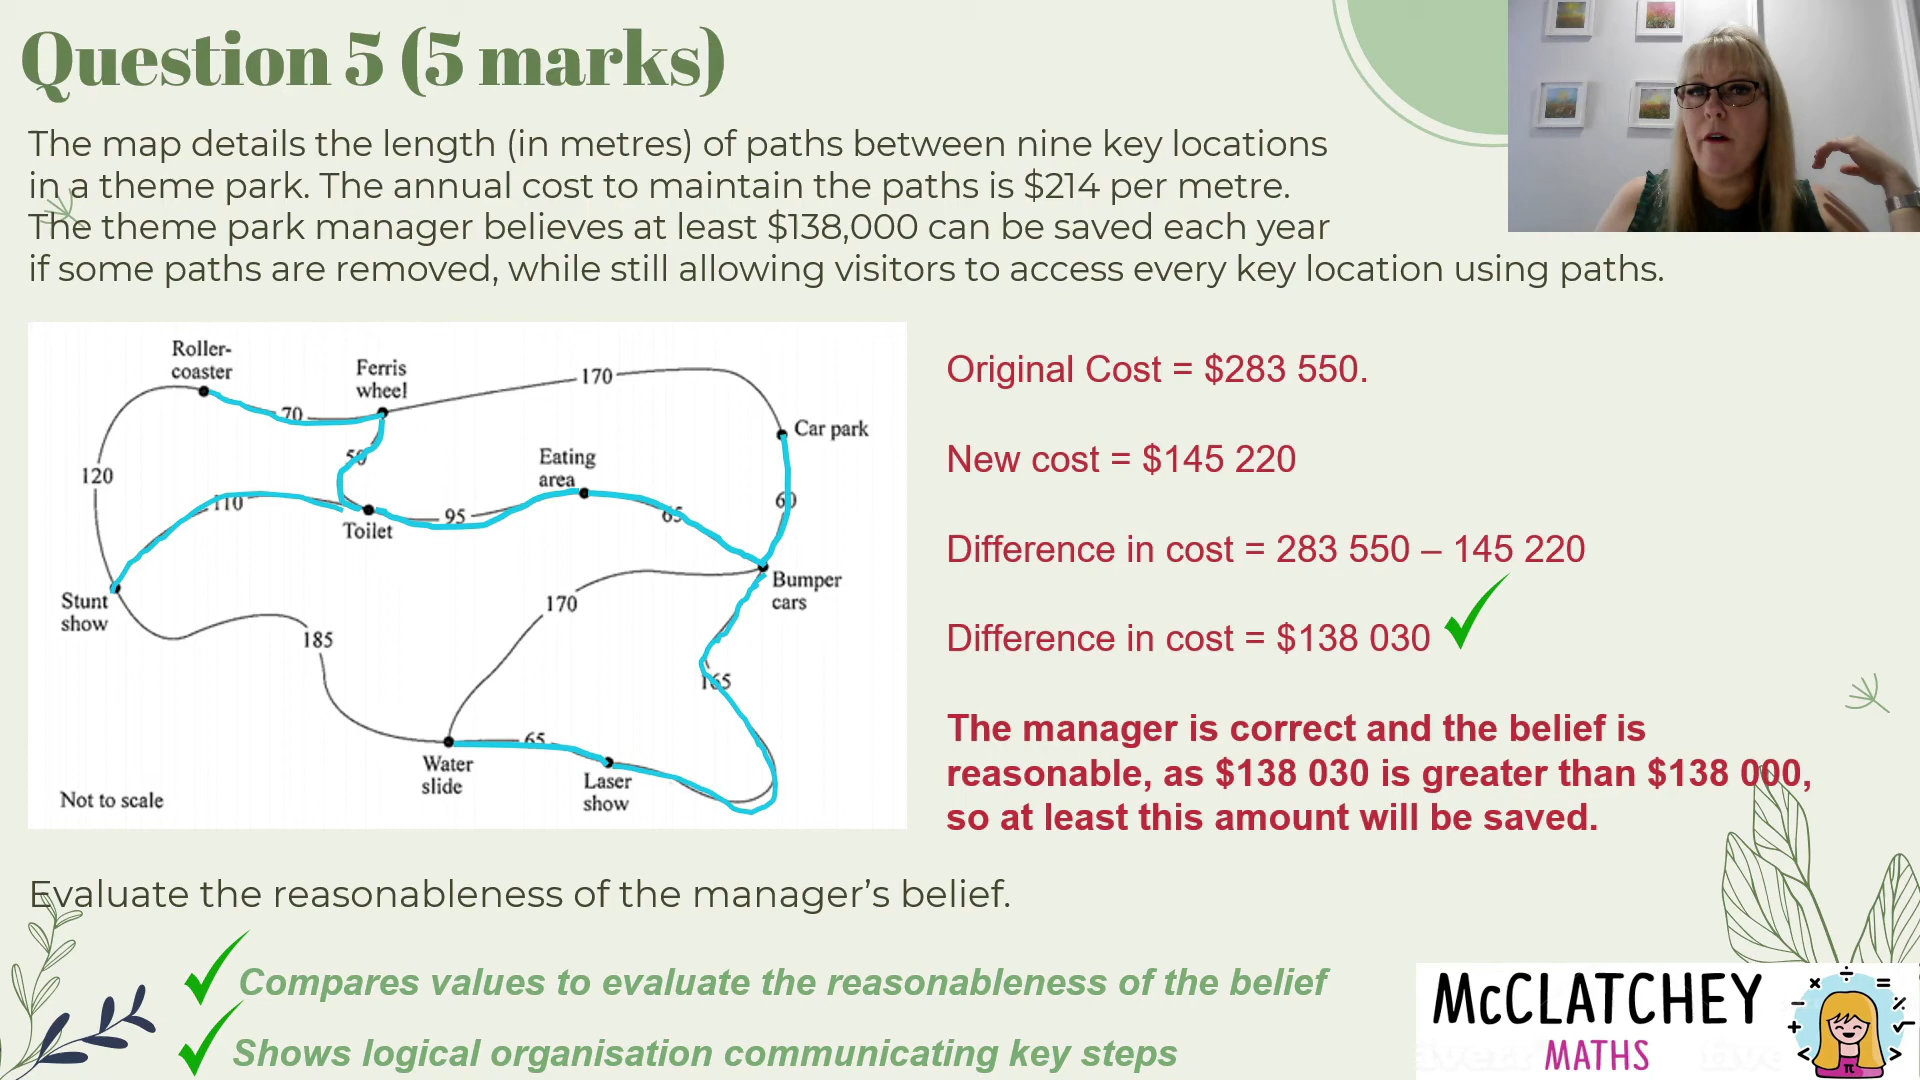 Question 5 (5 marks)
The map details the length (in metres) of paths between nine key locations
in a theme park. The annual cost to maintain the paths is $214 per metre.
The theme park manager believes at least $138,000 can be saved each year
if some paths are removed, while still allowing visitors to access every key location using paths.
Roller-
coaster
Ferris
wheel
170
70
Car park
50
Eating
area
120
110
95
65
60
Toilet
Bumper
cars
Stunt
show
170
185
165
65
Water
slide
Laser
show
Not to scale
Original Cost = $283 550.
New cost = $145 220
Difference in cost = 283 550 – 145 220
Difference in cost = $138 030
The manager is correct and the belief is
reasonable, as $138 030 is greater than $138 000,
so at least this amount will be saved.
Evaluate the reasonableness of the manager’s belief.
Compares values to evaluate the reasonableness of the belief
Shows logical organisation communicating key steps
McCLATCHEY
MATHS